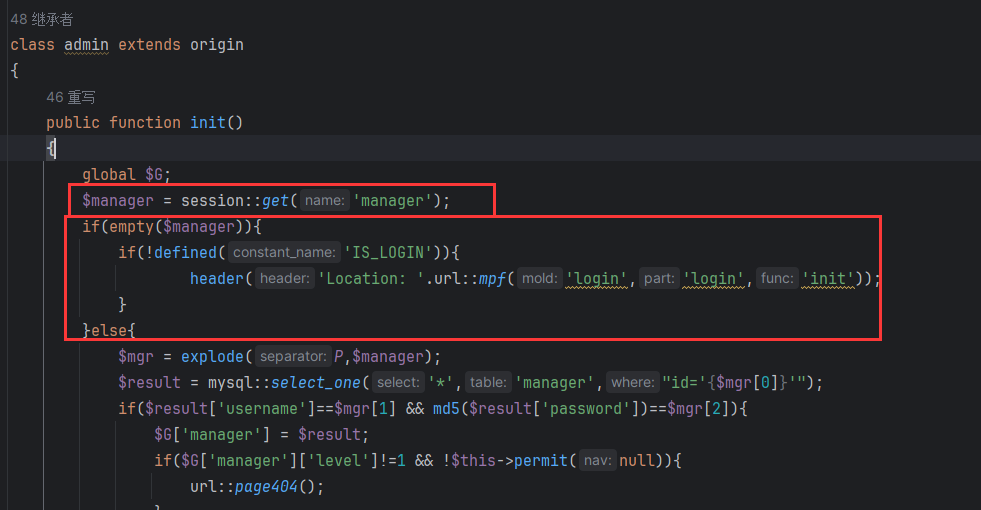 48 继承者
class admin extends origin
{
46 重写
public function init()
{
global $G;
$manager = session::get( name: 'manager');
if(empty($manager)){
if(!defined( constant_name: 'IS_LOGIN')){
header( header: 'Location: '.url::mpf( mold: 'login', part: 'login', func: 'init'));
}
}else{
$mgr = explode( separator: P,$manager);
$result = mysql::select_one( select: '*', table: 'manager', where: "id='{$mgr[0]}'");
if($result['username']==$mgr[1] && md5($result['password'])==$mgr[2]){
$G['manager'] = $result;
if($G['manager']['level']!=1 && !$this->permit( nav: null)){
url::page404();
}